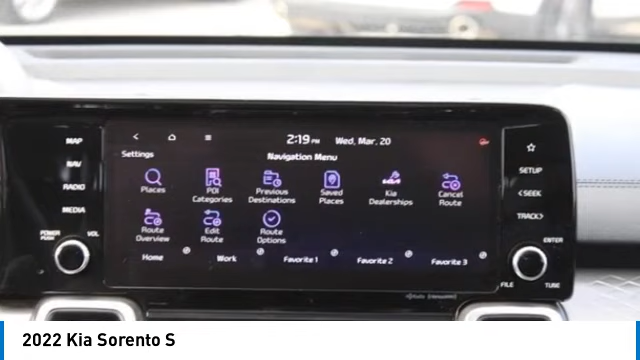 MAP
NAV
RADIO
MEDIA
POWER
PUSH
VOL
2:19 PM
Wed, Mar. 20
Settings
Navigation Menu
Places
POI
Categories
Previous
Destinations
Saved
Places
Kia
Dealerships
Cancel
Route
Route
Overview
Edit
Route
Route
Options
Home
Work
Favorite 1
Favorite 2
Favorite 3
SETUP
<SEEK
TRACK>
ENTER
FILE
TUNE
2022 Kia Sorento S